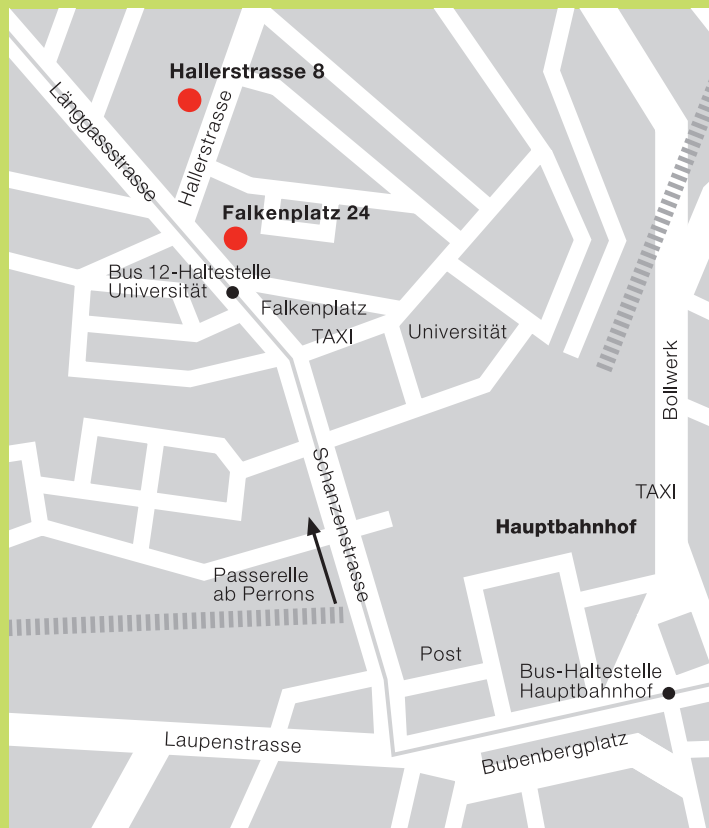 Hallerstrasse 8
Länggassstrasse
Hallerstrasse
Falkenplatz 24
Bus 12-Haltestelle
Universität
Falkenplatz
TAXI
Universität
Bollwerk
Schanzenstrasse
TAXI
Hauptbahnhof
Passerelle
ab Perrons
Post
Bus-Haltestelle
Hauptbahnhof
Laupenstrasse
Bubenbergplatz